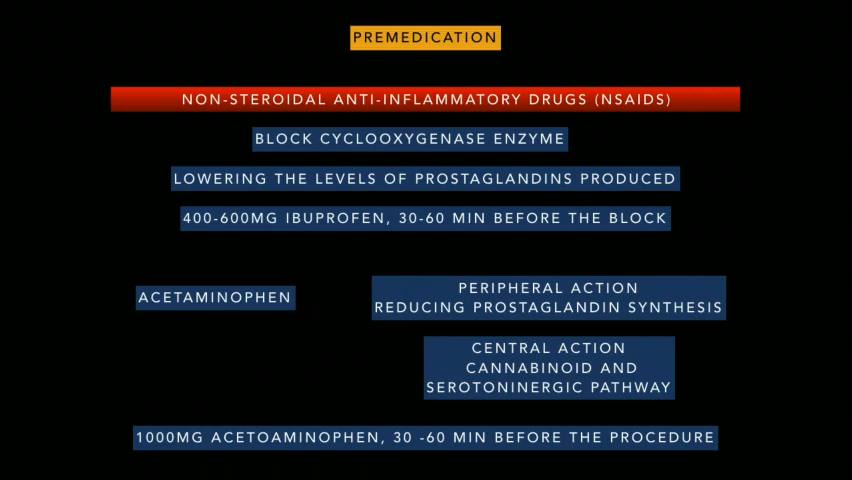 PREMEDICATION
NON-STEROIDAL ANTI-INFLAMMATORY DRUGS (NSAIDS)
BLOCK CYCLOOXYGENASE ENZYME
LOWERING THE LEVELS OF PROSTAGLANDINS PRODUCED
400-600MG IBUPROFEN, 30-60 MIN BEFORE THE BLOCK
ACETAMINOPHEN
PERIPHERAL ACTION
REDUCING PROSTAGLANDIN SYNTHESIS
CENTRAL ACTION
CANNABINOID AND
SEROTONINERGIC PATHWAY
1000MG ACETOAMINOPHEN, 30 -60 MIN BEFORE THE PROCEDURE